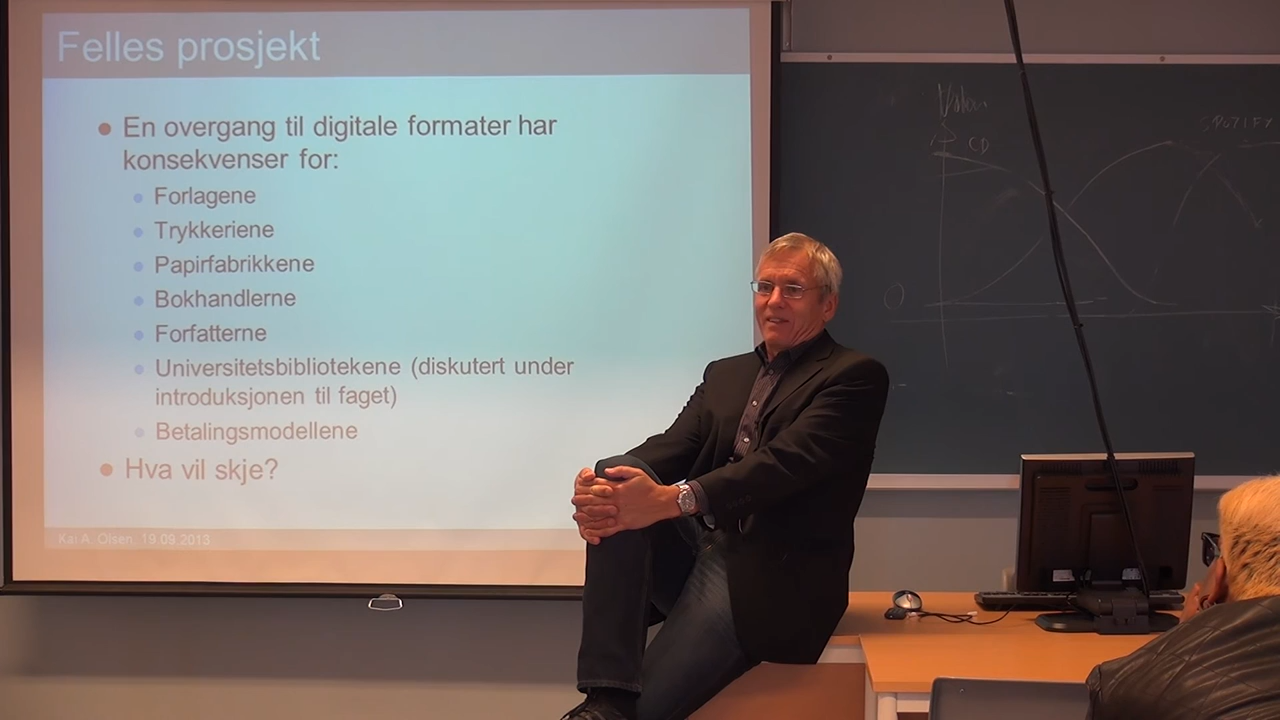 Felles prosjekt
En overgang til digitale formater har
konsekvenser for:
Forlagene
Trykkeriene
Papirfabrikkene
Bokhandlerne
Forfatterne
Universitetsbibliotekene (diskutert under
introduksjonen til faget)
Betalingsmodellene
Hva vil skje?
Kai A. Olsen, 19.09.2013
CD
SPOTIFY
0